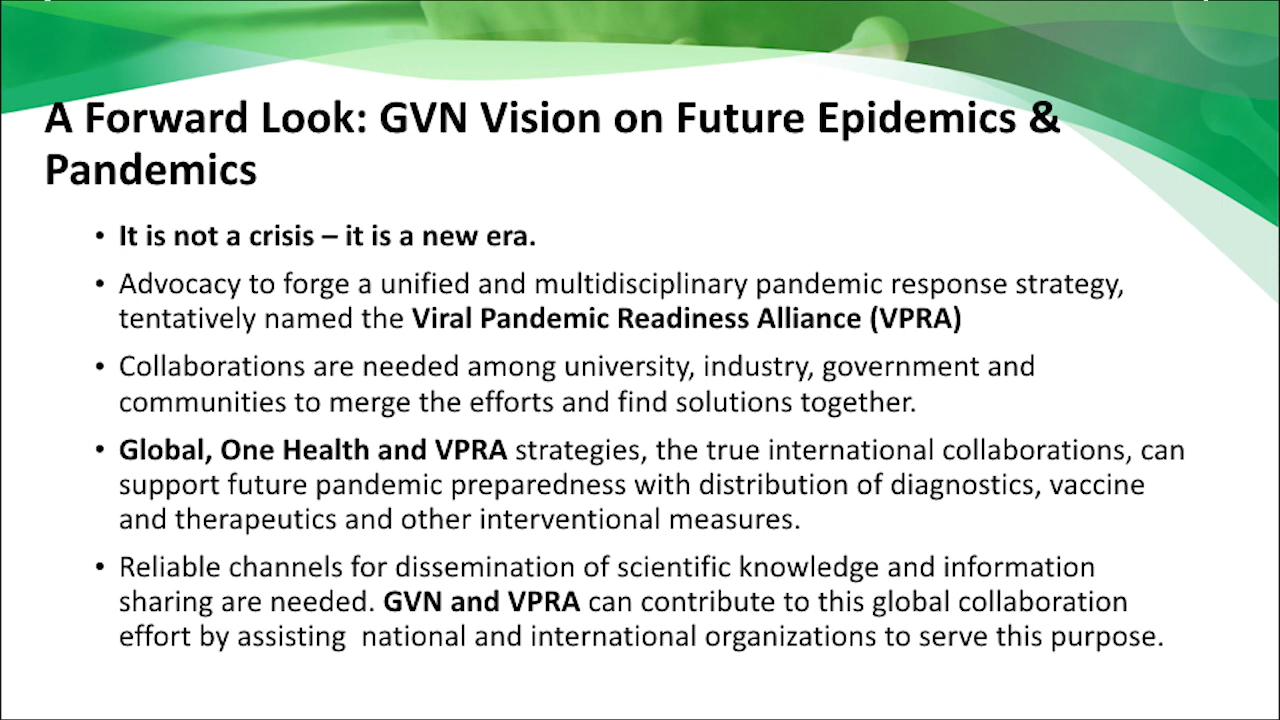 A Forward Look: GVN Vision on Future Epidemics &
Pandemics
• It is not a crisis – it is a new era.
• Advocacy to forge a unified and multidisciplinary pandemic response strategy,
tentatively named the Viral Pandemic Readiness Alliance (VPRA)
• Collaborations are needed among university, industry, government and
communities to merge the efforts and find solutions together.
• Global, One Health and VPRA strategies, the true international collaborations, can
support future pandemic preparedness with distribution of diagnostics, vaccine
and therapeutics and other interventional measures.
• Reliable channels for dissemination of scientific knowledge and information
sharing are needed. GVN and VPRA can contribute to this global collaboration
effort by assisting  national and international organizations to serve this purpose.